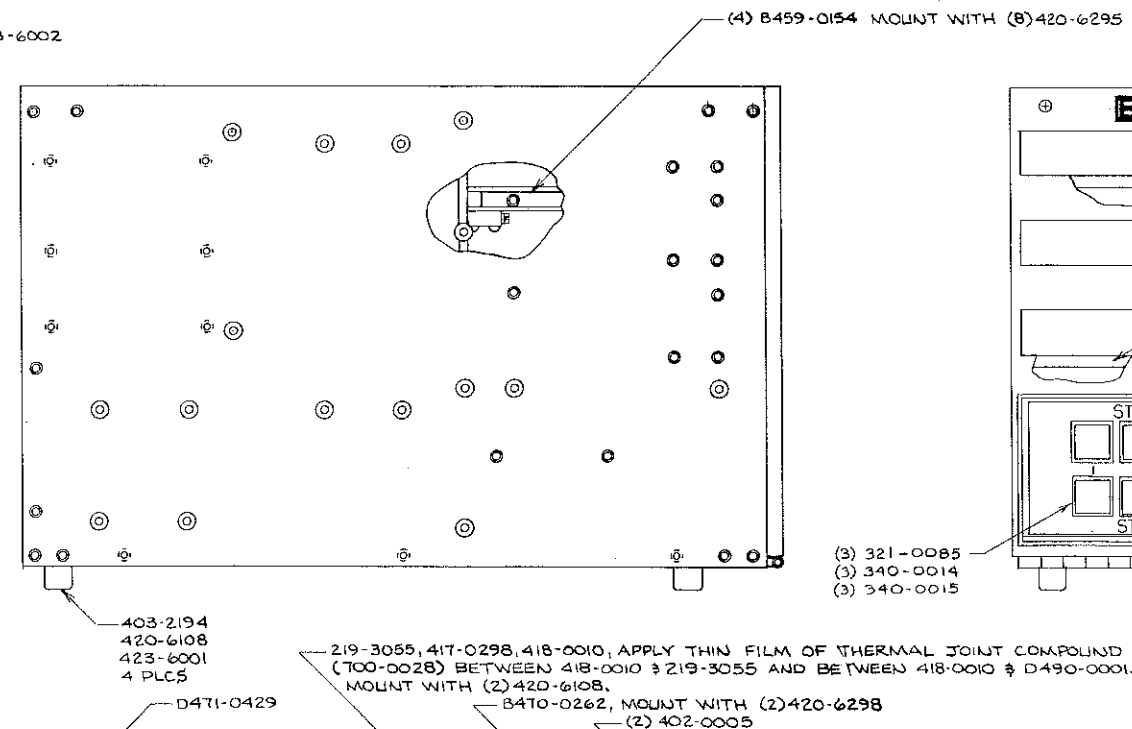 (4) B459-0154 MOUNT WITH (8) 420-6295
-6002
E
ST
ST
(3) 321-0085
(3) 340-0014
(3) 340-0015
403-2194
420-6108
423-6001
4 PLCS
219-3055, 417-0298, 418-0010, APPLY THIN FILM OF THERMAL JOINT COMPOUND
(700-0028) BETWEEN 418-0010 & 219-3055 AND BETWEEN 418-0010 & D490-0001.
MOUNT WITH (2) 420-6108.
D471-0429
B470-0262, MOUNT WITH (2) 420-6298
(2) 402-0005